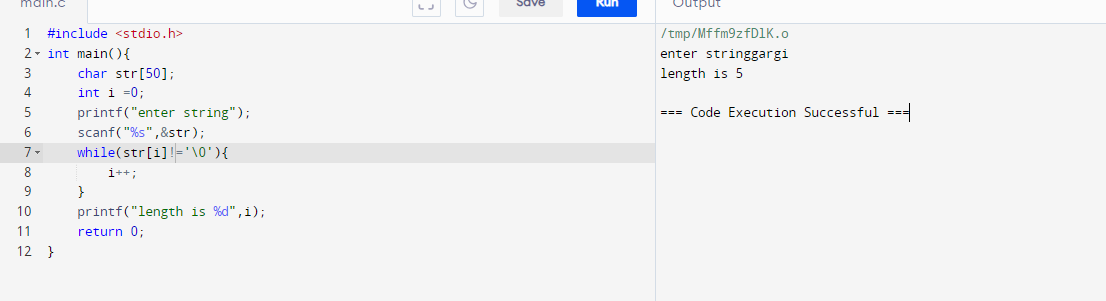 main.c Save Run Output
1 #include <stdio.h>
2 int main(){
3 char str[50];
4 int i =0;
5 printf("enter string");
6 scanf("%s",&str);
7 while(str[i]!='\0'){
8 i++;
9 }
10 printf("length is %d",i);
11 return 0;
12 }
/tmp/Mffm9zfDlK.o
enter stringgargi
length is 5
=== Code Execution Successful ===